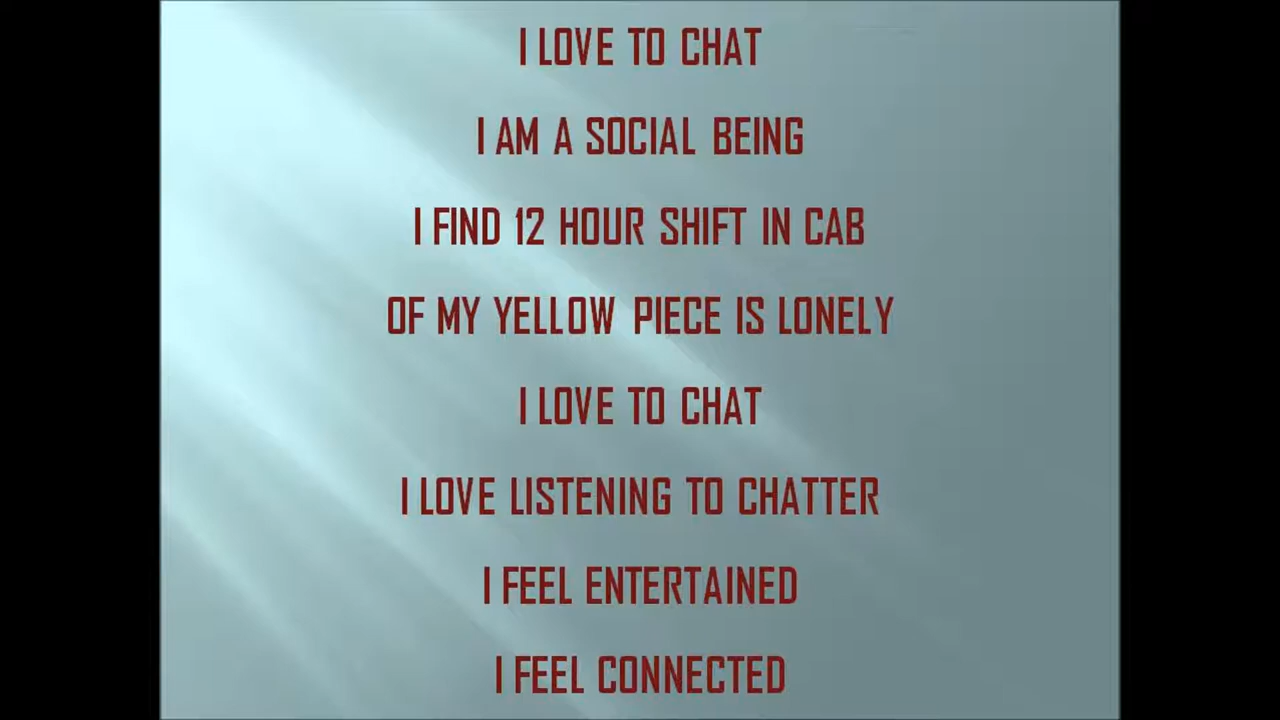 I LOVE TO CHAT
I AM A SOCIAL BEING
I FIND 12 HOUR SHIFT IN CAB
OF MY YELLOW PIECE IS LONELY
I LOVE TO CHAT
I LOVE LISTENING TO CHATTER
I FEEL ENTERTAINED
I FEEL CONNECTED